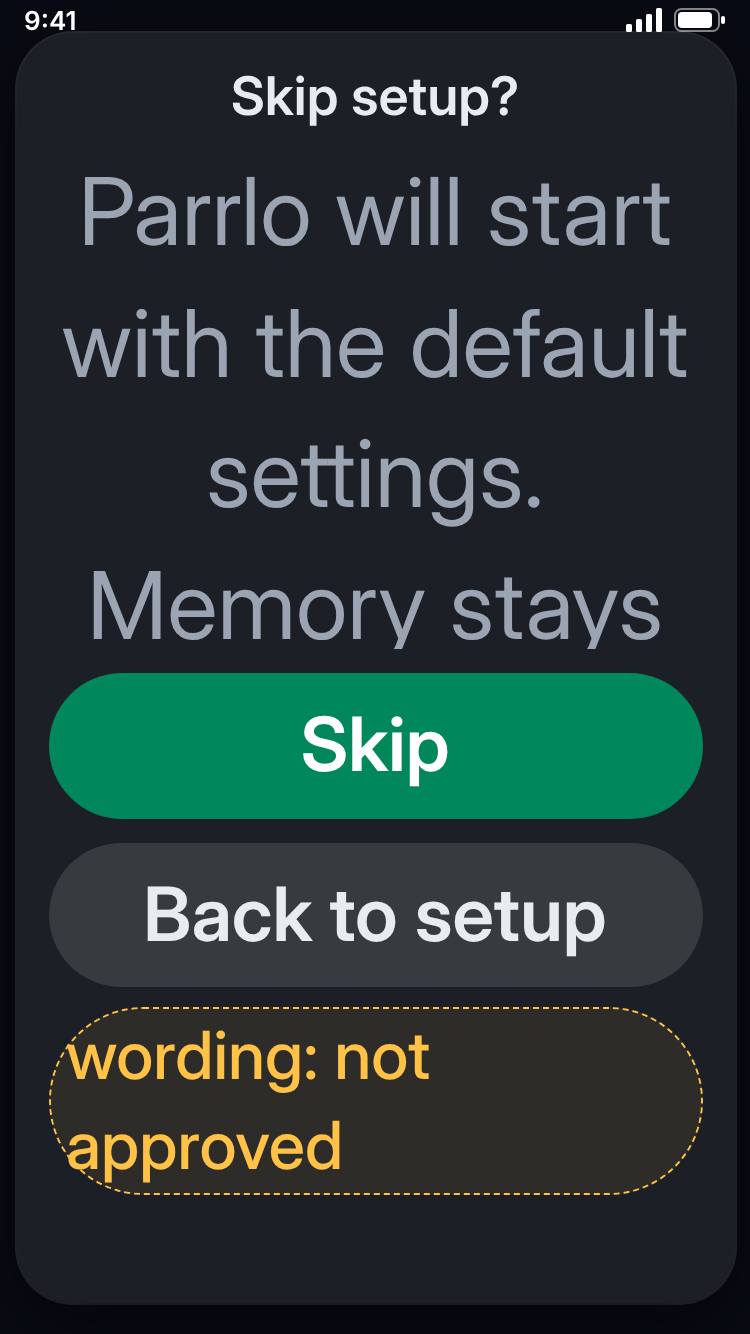 9:41
Skip setup?
Parrlo will start
with the default
settings.
Memory stays
Skip
Back to setup
wording: not
approved